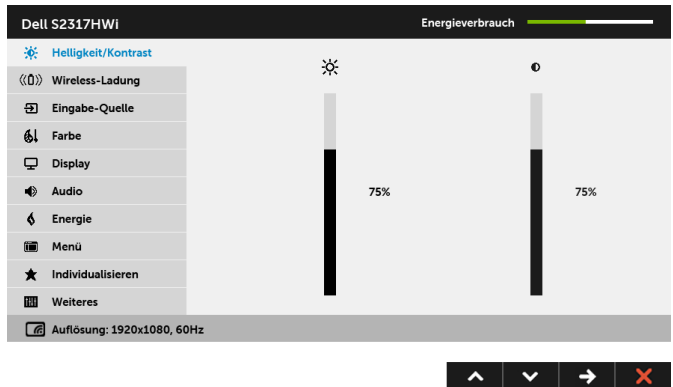 Dell S2317HWi
Energieverbrauch
Helligkeit/Kontrast
Wireless-Ladung
Eingabe-Quelle
Farbe
Display
Audio
75%
75%
Energie
Menü
Individualisieren
Weiteres
Auflösung: 1920x1080, 60Hz